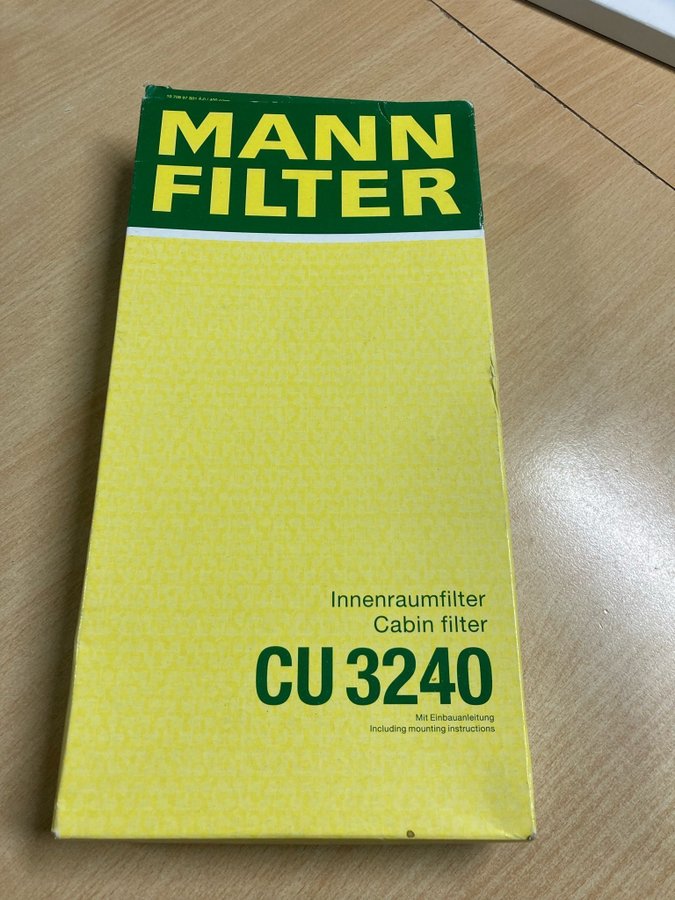 MANN
FILTER
Innenraumfilter
Cabin filter
CU 3240
Mit Einbauanleitung
Including mounting instructions